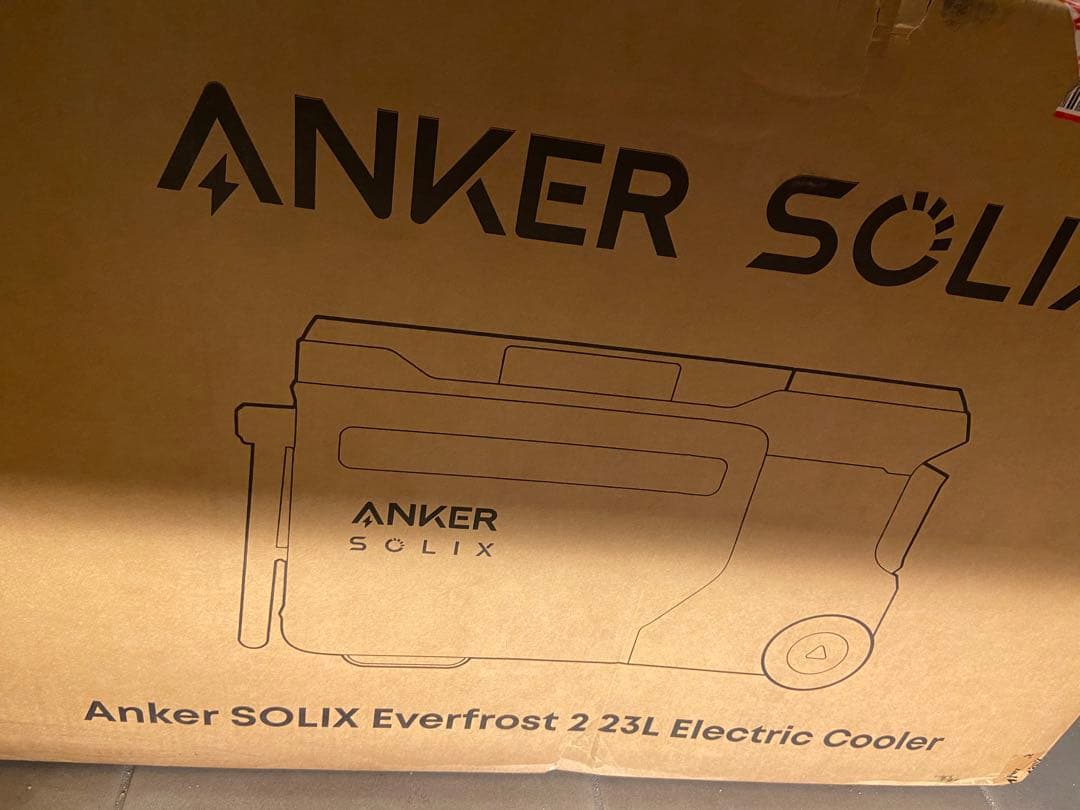 ANKER SOLIX
ANKER
SOLIX
Anker SOLIX Everfrost 2 23L Electric Cooler